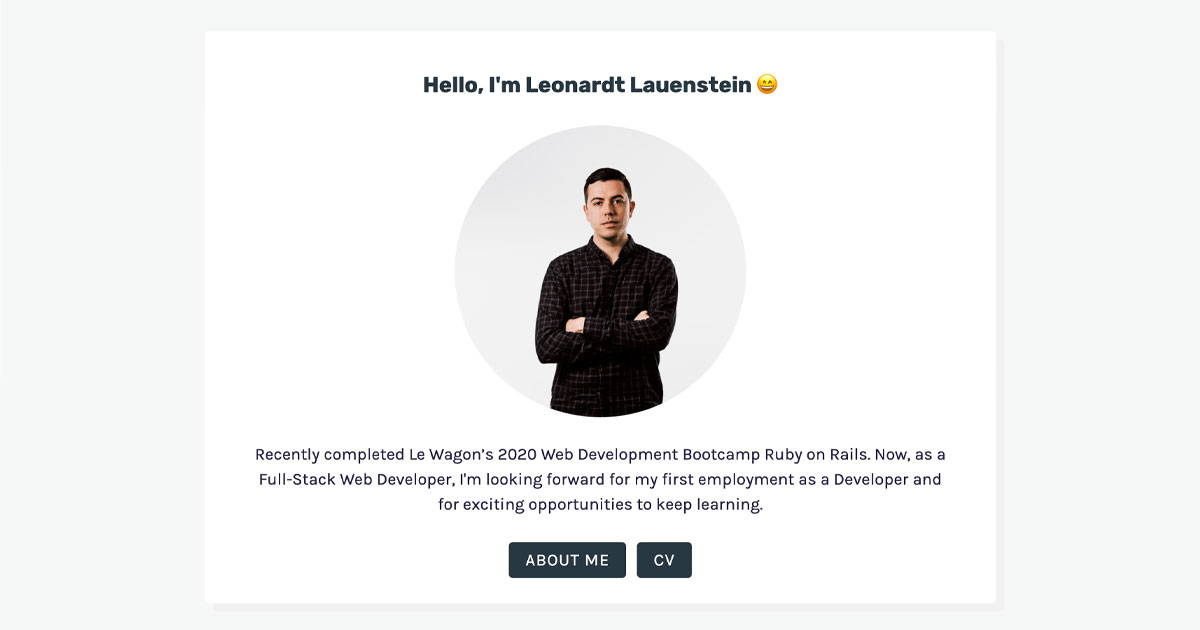 Hello, I'm Leonardt Lauenstein 😄
Recently completed Le Wagon’s 2020 Web Development Bootcamp Ruby on Rails. Now, as a
Full-Stack Web Developer, I'm looking forward for my first employment as a Developer and
for exciting opportunities to keep learning.
ABOUT ME
CV